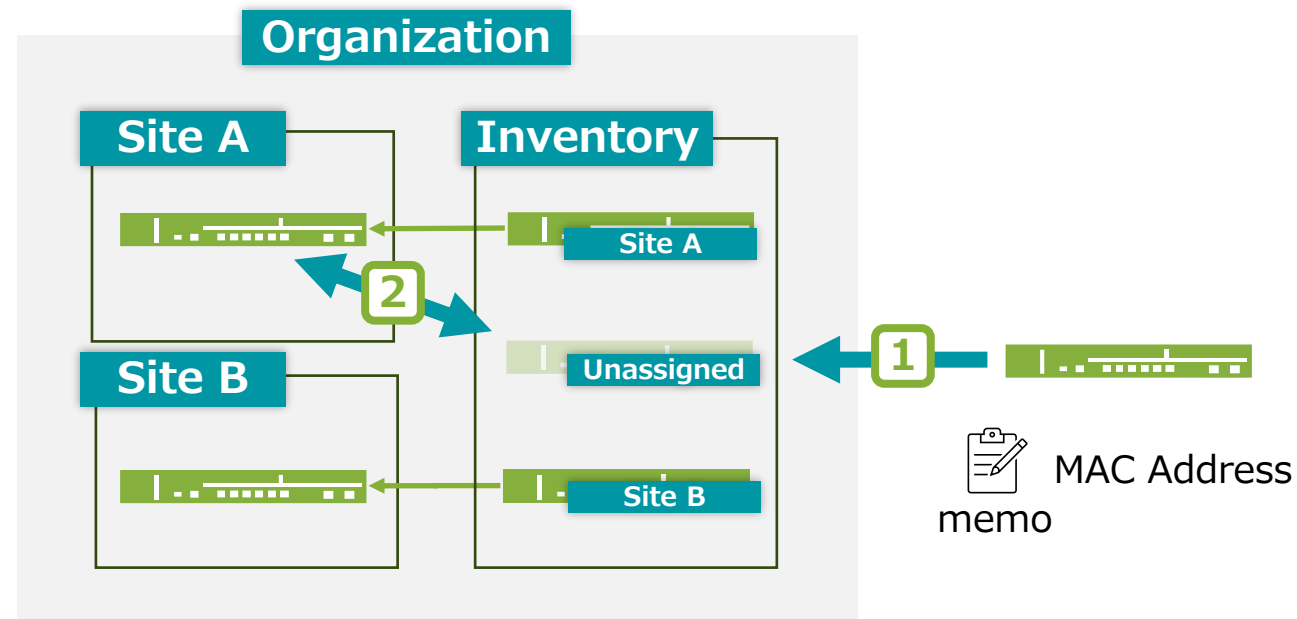 Organization
Site A
Inventory
Site A
2
Unassigned
1
Site B
Site B
MAC Address
memo